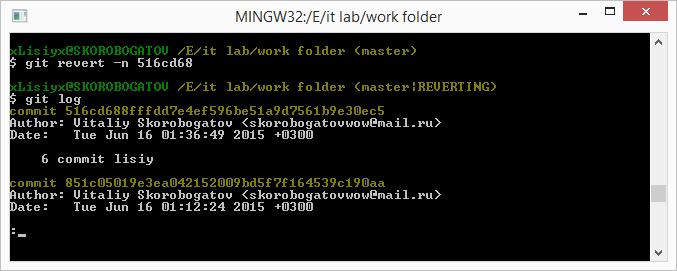 MINGW32:/E/it lab/work folder
xLisiyx@SKOROBOGATOV /E/it lab/work folder (master)
$ git revert -n 516cd68
xLisiyx@SKOROBOGATOV /E/it lab/work folder (master|REVERTING)
$ git log
commit 516cd688fffdd7e4ef596be51a9d7561b9e30ec5
Author: Vitaliy Skorobogatov <skorobogatovwow@mail.ru>
Date:   Tue Jun 16 01:36:49 2015 +0300
    6 commit lisiy
commit 851c05019e3ea042152009bd5f7f164539c190aa
Author: Vitaliy Skorobogatov <skorobogatovwow@mail.ru>
Date:   Tue Jun 16 01:12:24 2015 +0300
:_